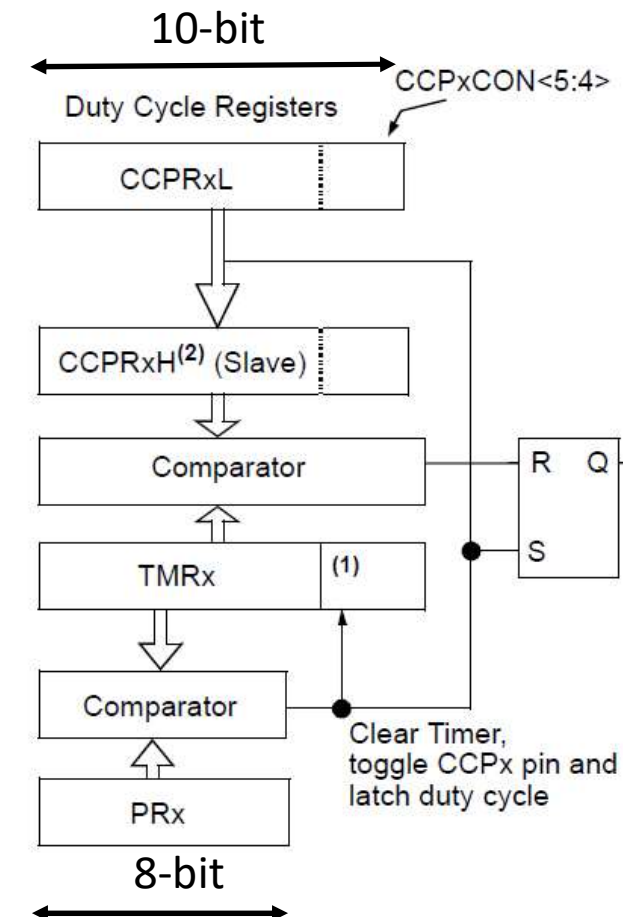 10-bit
CCPxCON<5:4>
Duty Cycle Registers
CCPRxL
CCPRxH(2) (Slave)
Comparator
R Q
TMRx (1)
S
Comparator
Clear Timer,
toggle CCPx pin and
latch duty cycle
PRx
8-bit